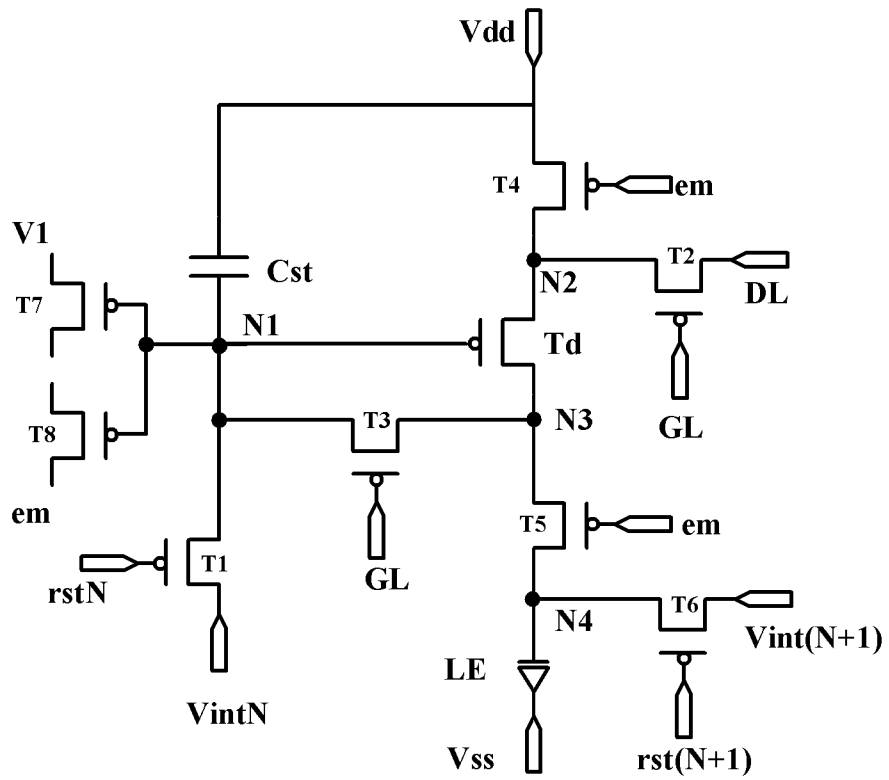 Vdd
T4
em
V1
Cst
N2
T2
DL
T7
N1
Td
T8
T3
N3
GL
em
T5
em
rstN
T1
GL
N4
T6
Vint(N+1)
LE
VintN
Vss
rst(N+1)